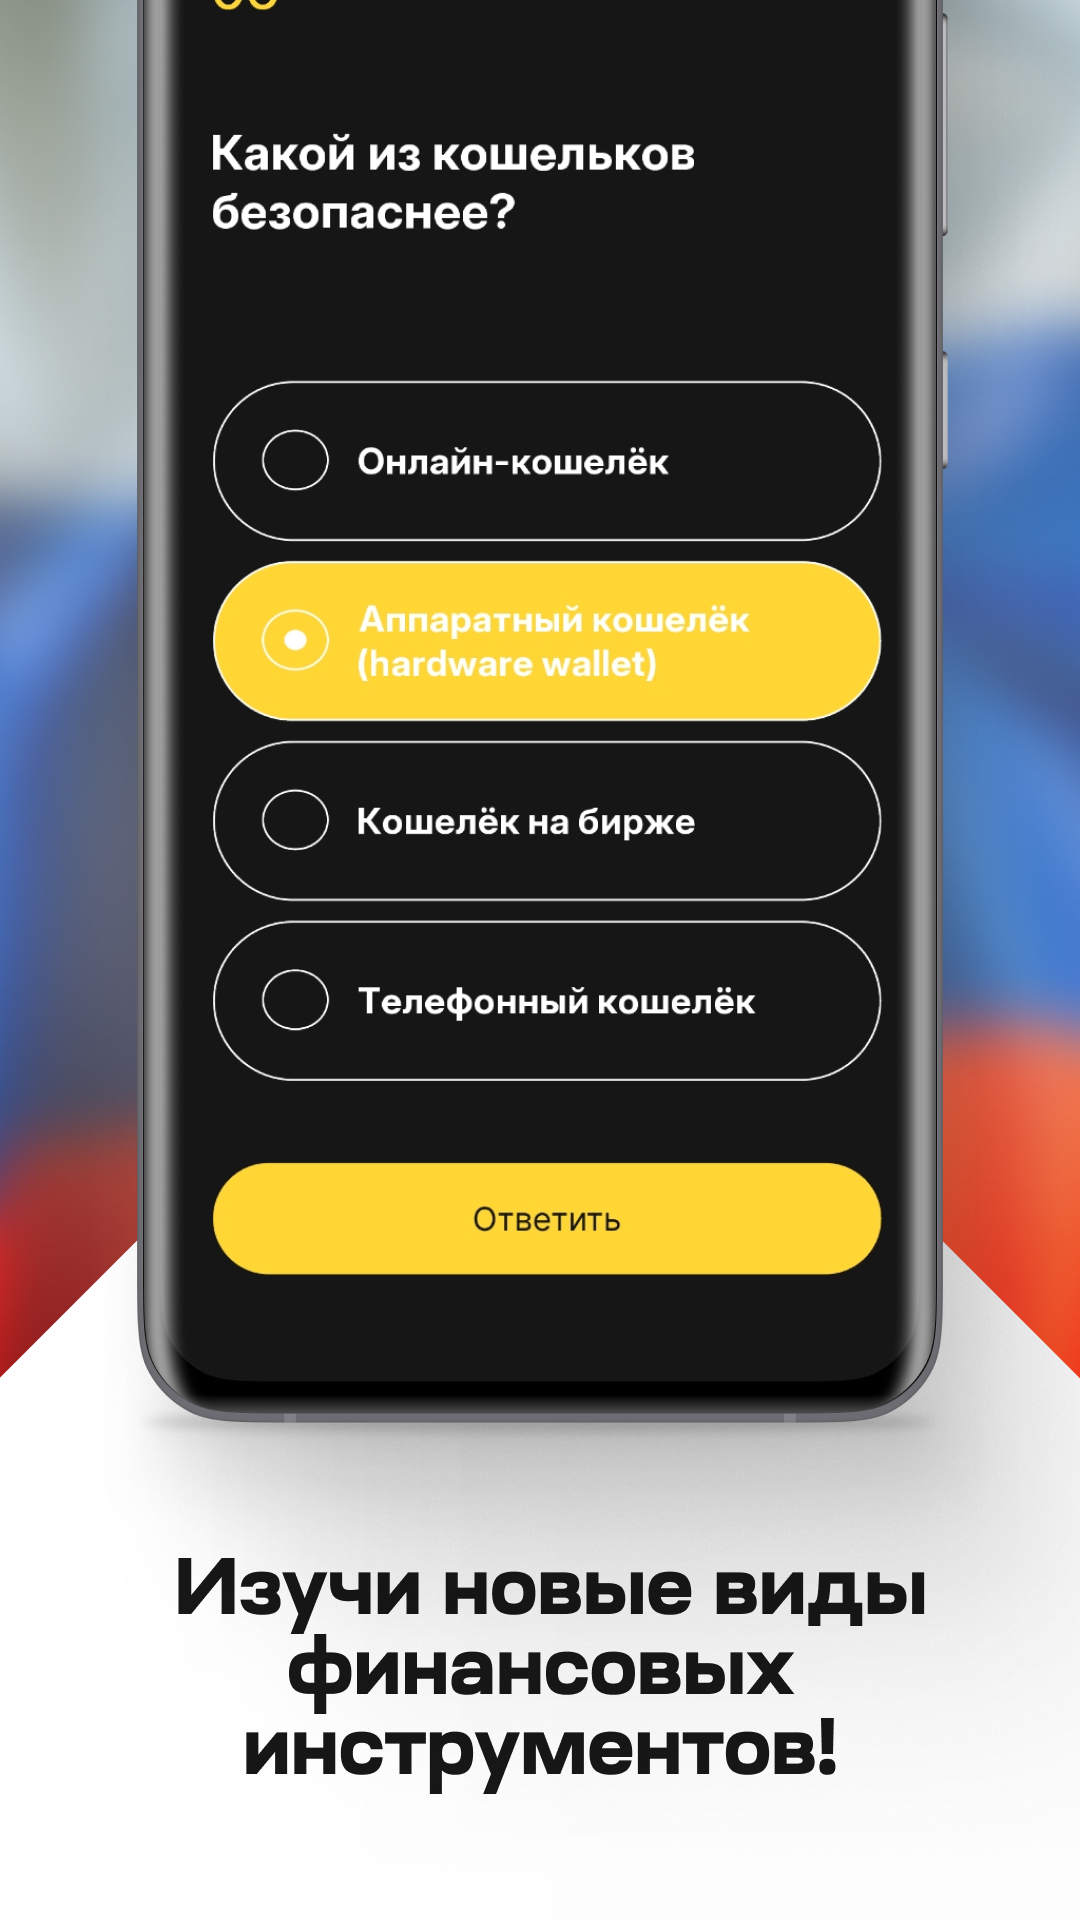 Какой из кошельков
безопаснее?
Онлайн-кошелёк
Аппаратный кошелёк
(hardware wallet)
Кошелёк на бирже
Телефонный кошелёк
Ответить
Изучи новые виды
финансовых
инструментов!